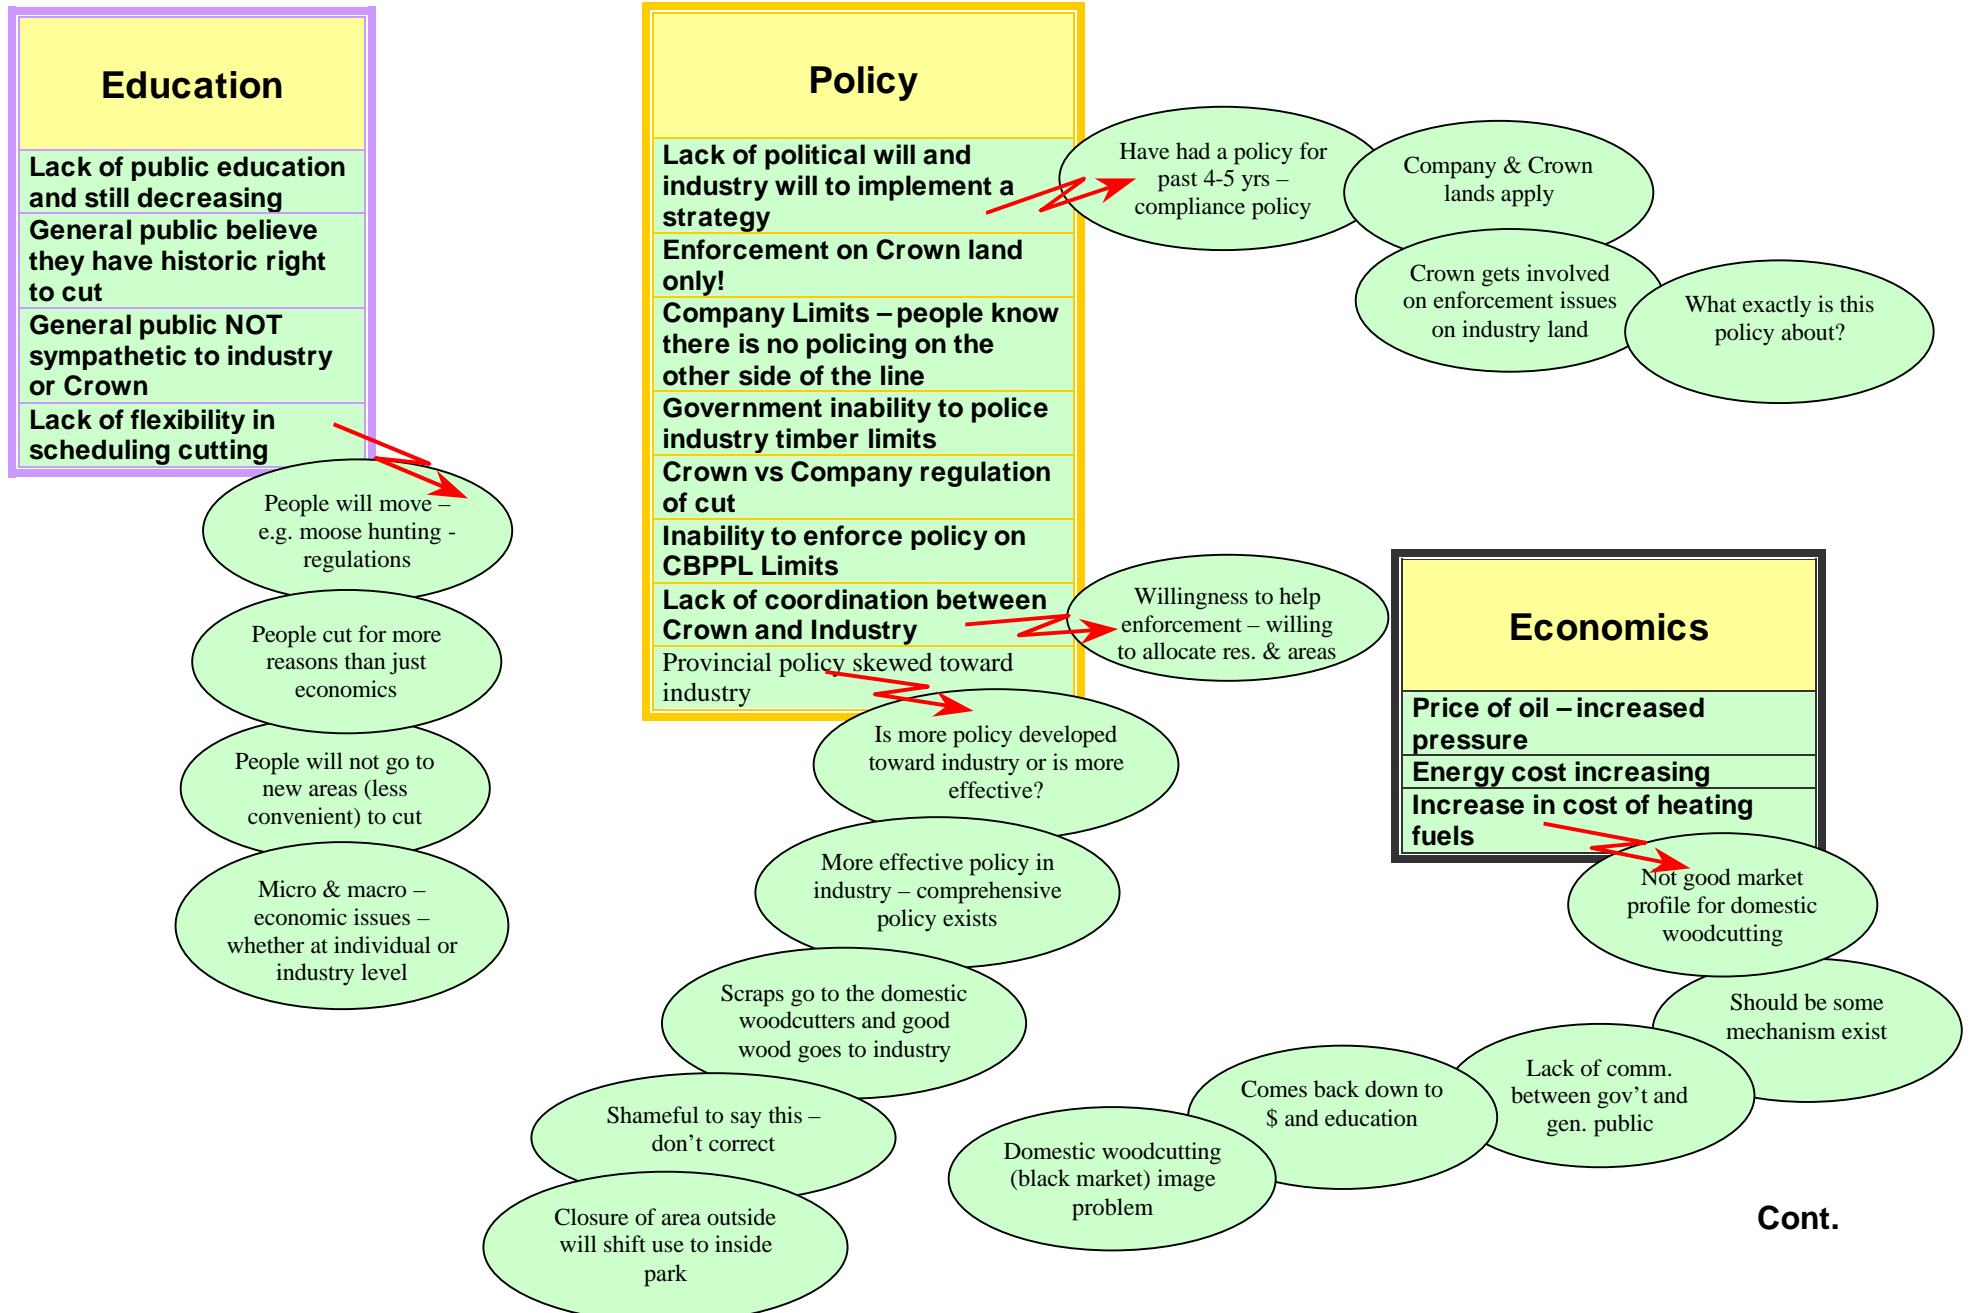 Education
Lack of public education
and still decreasing
General public believe
they have historic right
to cut
General public NOT
sympathetic to industry
or Crown
Lack of flexibility in
scheduling cutting
People will move –
e.g. moose hunting -
regulations
People cut for more
reasons than just
economics
People will not go to
new areas (less
convenient) to cut
Micro & macro –
economic issues –
whether at individual or
industry level
Policy
Lack of political will and
industry will to implement a
strategy
Enforcement on Crown land
only!
Company Limits – people know
there is no policing on the
other side of the line
Government inability to police
industry timber limits
Crown vs Company regulation
of cut
Inability to enforce policy on
CBPPL Limits
Lack of coordination between
Crown and Industry
Provincial policy skewed toward
industry
Have had a policy for
past 4-5 yrs –
compliance policy
Company & Crown
lands apply
Crown gets involved
on enforcement issues
on industry land
What exactly is this
policy about?
Willingness to help
enforcement – willing
to allocate res. & areas
Is more policy developed
toward industry or is more
effective?
More effective policy in
industry – comprehensive
policy exists
Scraps go to the domestic
woodcutters and good
wood goes to industry
Shameful to say this –
don’t correct
Closure of area outside
will shift use to inside
park
Economics
Price of oil – increased
pressure
Energy cost increasing
Increase in cost of heating
fuels
Not good market
profile for domestic
woodcutting
Should be some
mechanism exist
Lack of comm.
between gov’t and
gen. public
Comes back down to
$ and education
Domestic woodcutting
(black market) image
problem
Cont.